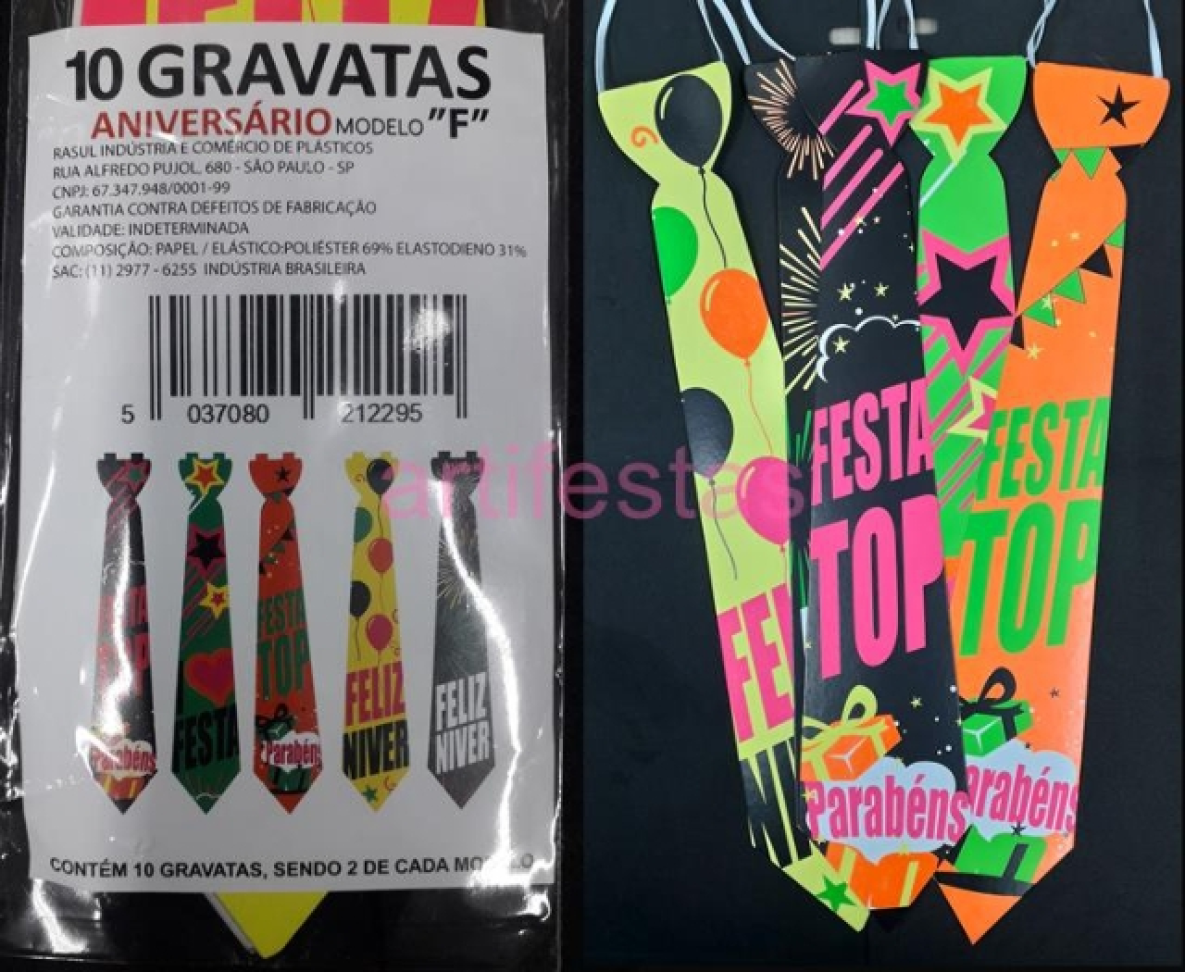 10 GRAVATAS
ANIVERSÁRIO MODELO "F"
RASUL INDÚSTRIA E COMÉRCIO DE PLÁSTICOS
RUA ALFREDO PUJOL, 680 - SÃO PAULO - SP
CNPJ: 67.347.948/0001-99
GARANTIA CONTRA DEFEITOS DE FABRICAÇÃO
VALIDADE: INDETERMINADA
COMPOSIÇÃO: PAPEL / ELÁSTICO:POLIÉSTER 69% ELASTODIENO 31%
SAC: (11) 2977 - 6255 INDÚSTRIA BRASILEIRA
5 037080 212295
artifestas
FESTA
TOP
Parabéns
FESTA
FESTA
TOP
Parabéns
FELIZ
NIVER
FELIZ
NIVER
CONTÉM 10 GRAVATAS, SENDO 2 DE CADA MODELO
FEL
NI
FESTA
TOP
Parabéns
FESTA
TOP
Parabéns